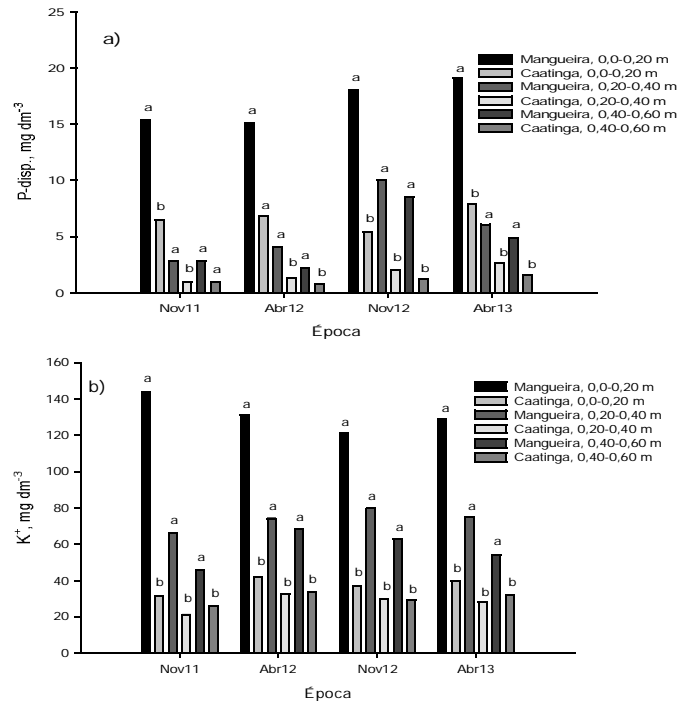 a)
25
20
15
10
5
0
P-disp., mg dm-3
Mangueira, 0,0-0,20 m
Caatinga, 0,0-0,20 m
Mangueira, 0,20-0,40 m
Caatinga, 0,20-0,40 m
Mangueira, 0,40-0,60 m
Caatinga, 0,40-0,60 m
a b a b a a
a a a b a b
a b a b a b
a b a b a b
Nov11 Abr12 Nov12 Abr13
Época
b)
160
140
120
100
80
60
40
20
0
K+, mg dm-3
Mangueira, 0,0-0,20 m
Caatinga, 0,0-0,20 m
Mangueira, 0,20-0,40 m
Caatinga, 0,20-0,40 m
Mangueira, 0,40-0,60 m
Caatinga, 0,40-0,60 m
a b a b a b
a b a b a b
a b a b a b
a b a b a b
Nov11 Abr12 Nov12 Abr13
Época